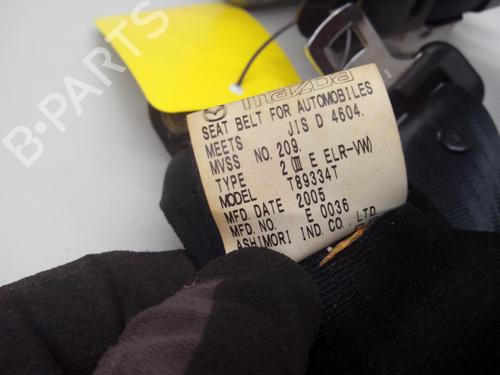 mazda
SEAT BELT FOR AUTOMOBILES
MEETS JIS D 4604.
MVSS NO. 209.
TYPE 2 (III E ELR-VW)
MODEL T89334T
MFD. DATE 2005
MFD. NO. E 0036
ASHIMORI IND. CO., LTD.
B-PARTS